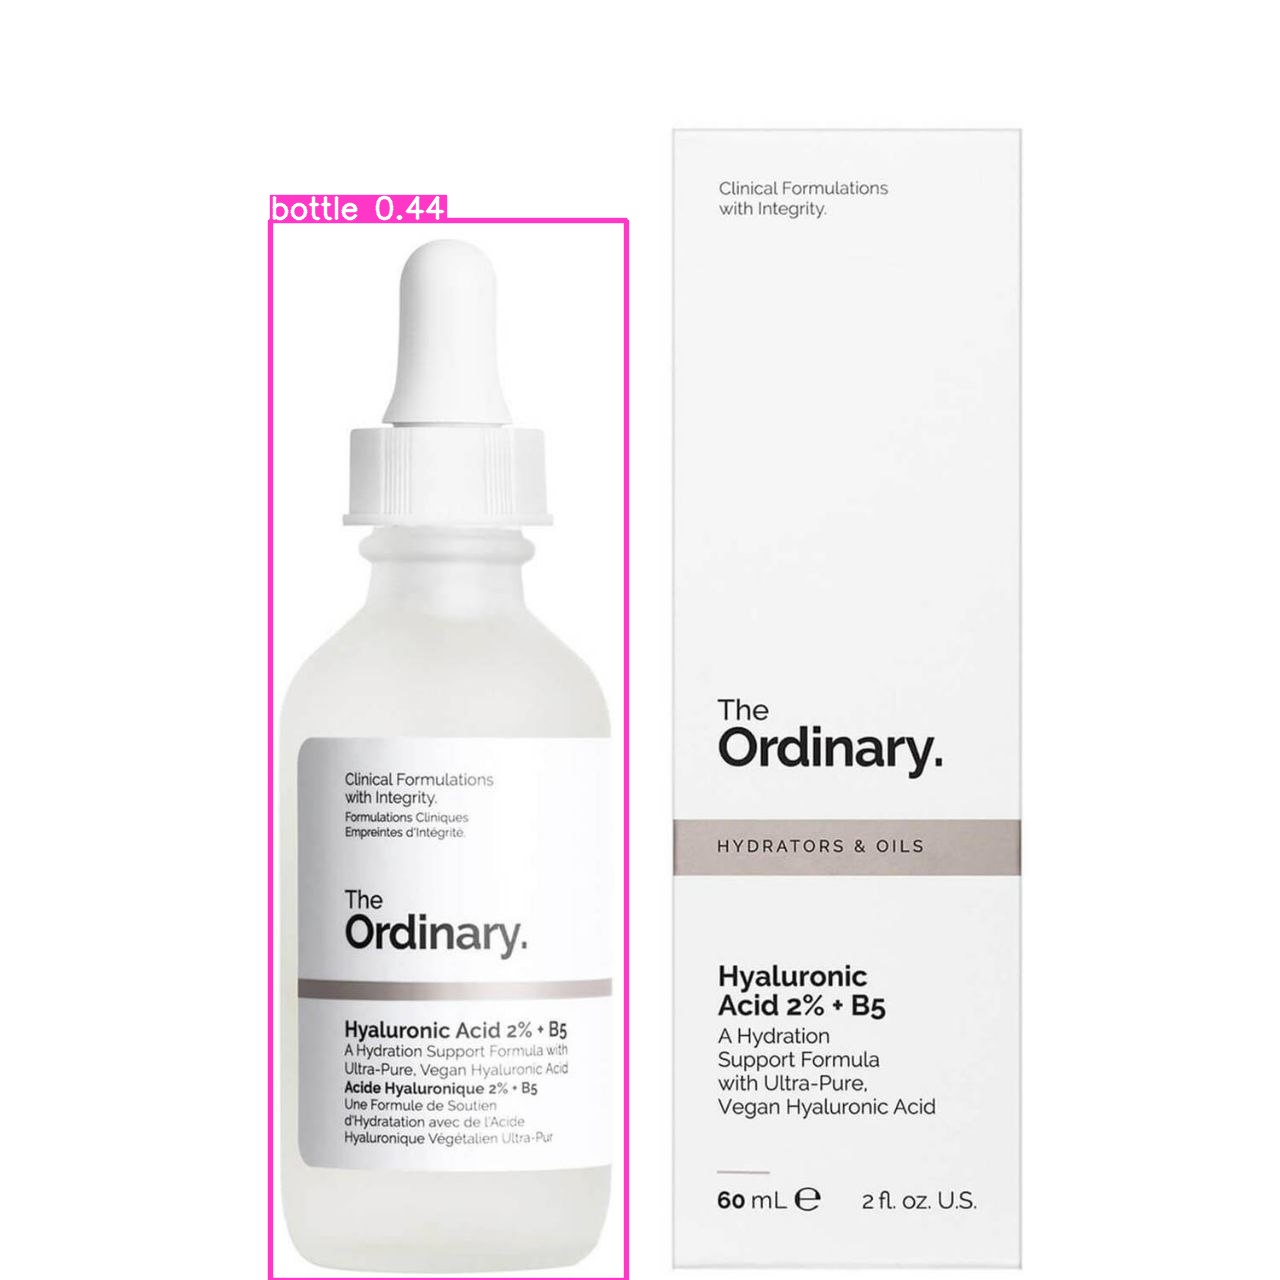 bottle 0.44
Clinical Formulations
with Integrity.
Formulations Cliniques
Empreintes d'Intégrité.
The
Ordinary.
Hyaluronic Acid 2% + B5
A Hydration Support Formula with
Ultra-Pure, Vegan Hyaluronic Acid
Acide Hyaluronique 2% + B5
Une Formule de Soutien
d'Hydratation avec de l'Acide
Hyaluronique Végétalien Ultra-Pur
Clinical Formulations
with Integrity.
The
Ordinary.
HYDRATORS & OILS
Hyaluronic
Acid 2% + B5
A Hydration
Support Formula
with Ultra-Pure,
Vegan Hyaluronic Acid
60 mL ℮ 2 fl. oz. U.S.